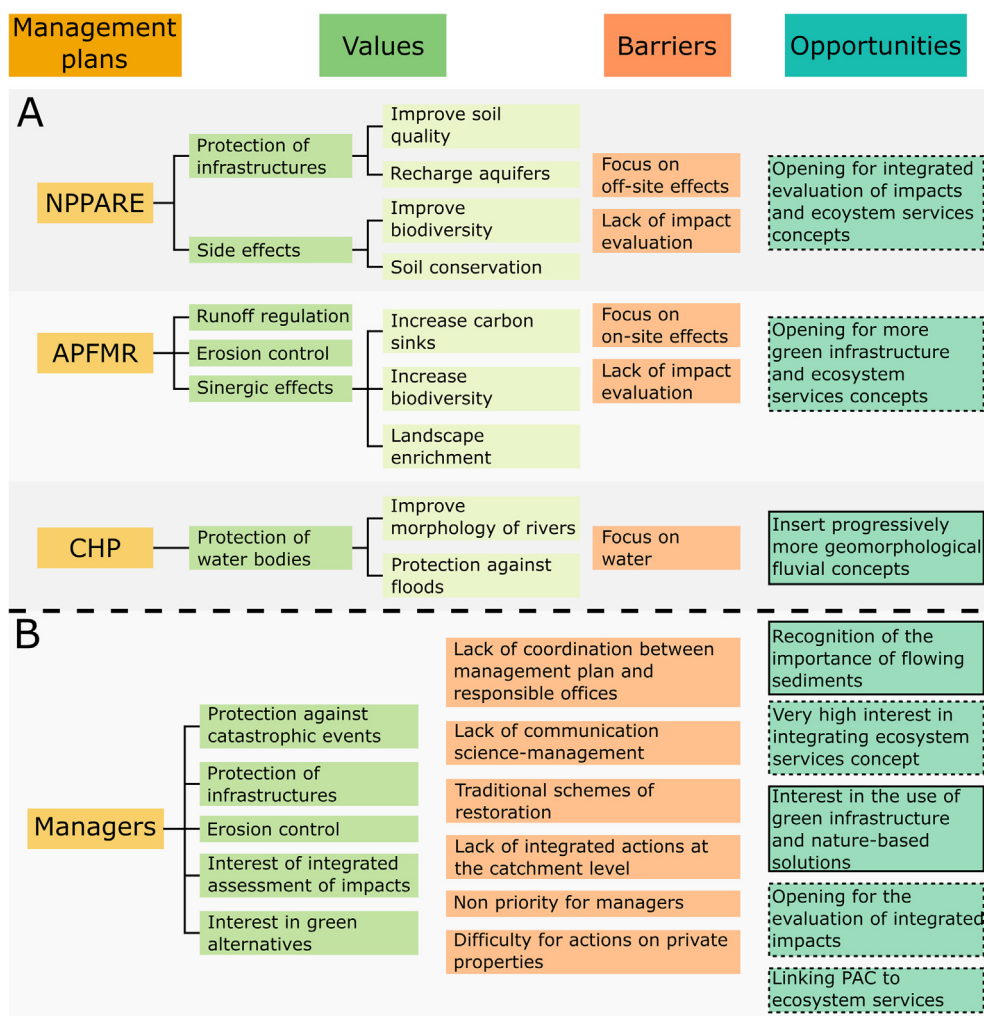 Management
plans
Values
Barriers
Opportunities
A
NPPARE
Protection of
infrastructures
Improve soil
quality
Recharge aquifers
Side effects
Improve
biodiversity
Soil conservation
Focus on
off-site effects
Lack of impact
evaluation
Opening for integrated
evaluation of impacts
and ecoystem services
concepts
APFMR
Runoff regulation
Erosion control
Sinergic effects
Increase carbon
sinks
Increase
biodiversity
Landscape
enrichment
Focus on
on-site effects
Lack of impact
evaluation
Opening for more
green infrastructure
and ecosystem
services concepts
CHP
Protection of
water bodies
Improve
morphology of rivers
Protection against
floods
Focus on
water
Insert progressively
more geomorphological
fluvial concepts
B
Managers
Protection against
catastrophic events
Protection of
infrastructures
Erosion control
Interest of integrated
assessment of impacts
Interest in green
alternatives
Lack of coordination between
management plan and
responsible offices
Lack of communication
science-management
Traditional schemes of
restoration
Lack of integrated actions at
the catchment level
Non priority for managers
Difficulty for actions on private
properties
Recognition of the
importance of flowing
sediments
Very high interest in
integrating ecosystem
services concept
Interest in the use of
green infrastructure
and nature-based
solutions
Opening for the
evaluation of integrated
impacts
Linking PAC to
ecosystem services